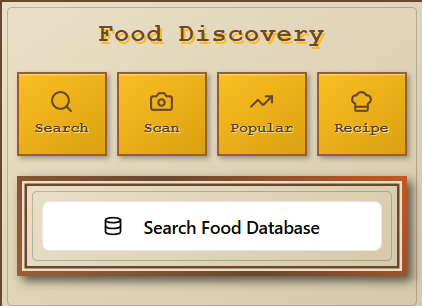 Food Discovery
Search
Scan
Popular
Recipe
Search Food Database